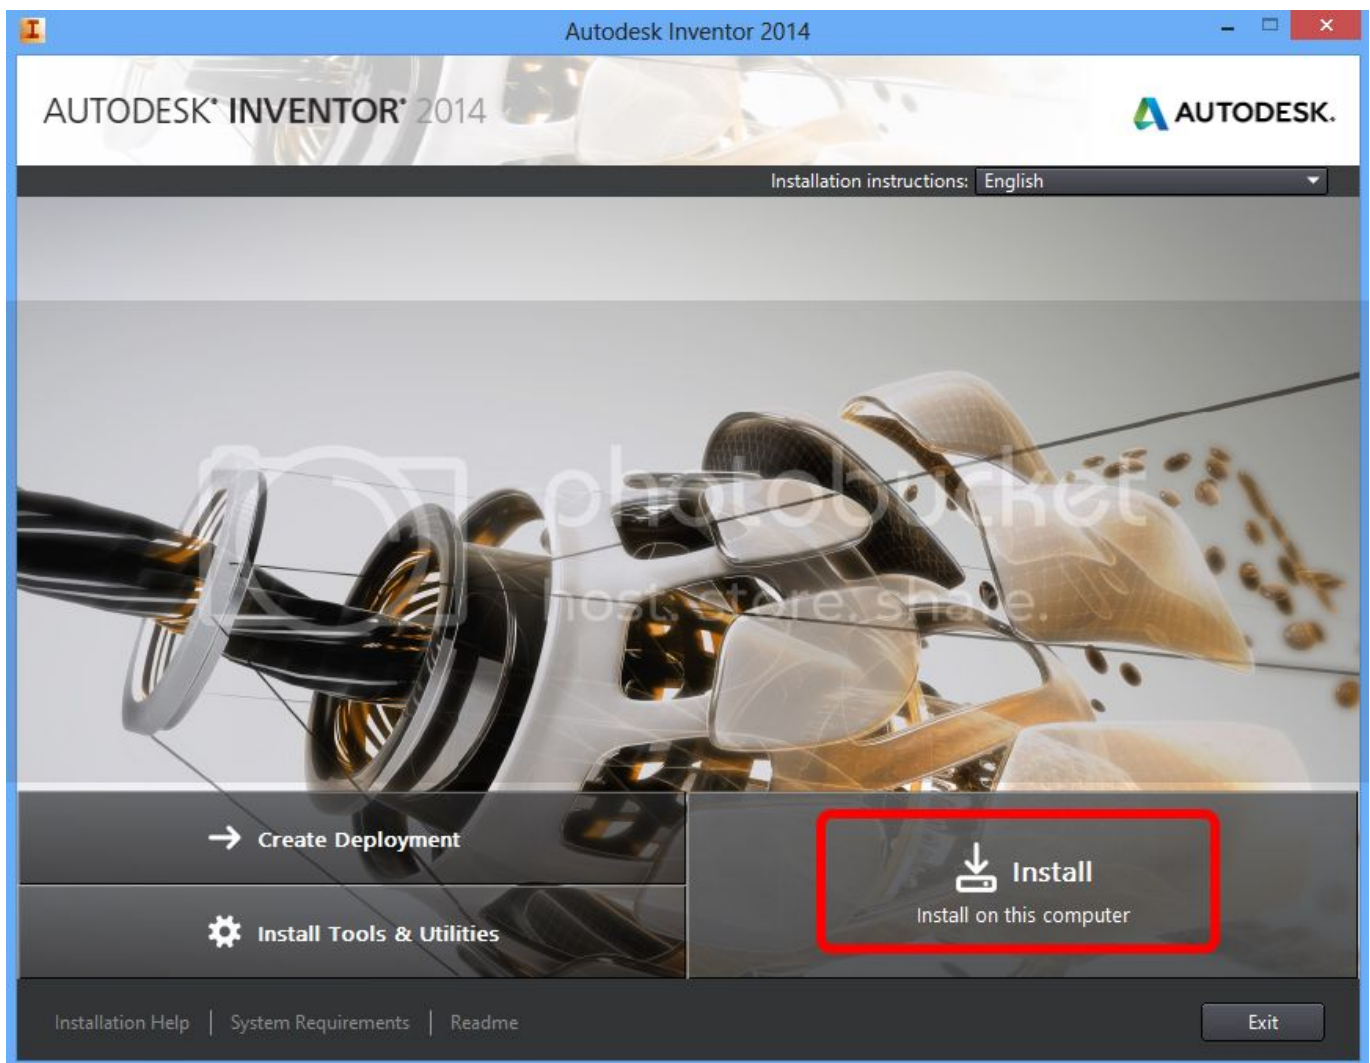 Autodesk Inventor 2014
AUTODESK® INVENTOR® 2014
AUTODESK.
Installation instructions: English
photobucket
host. store. share.
Create Deployment
Install
Install on this computer
Install Tools & Utilities
Installation Help | System Requirements | Readme
Exit